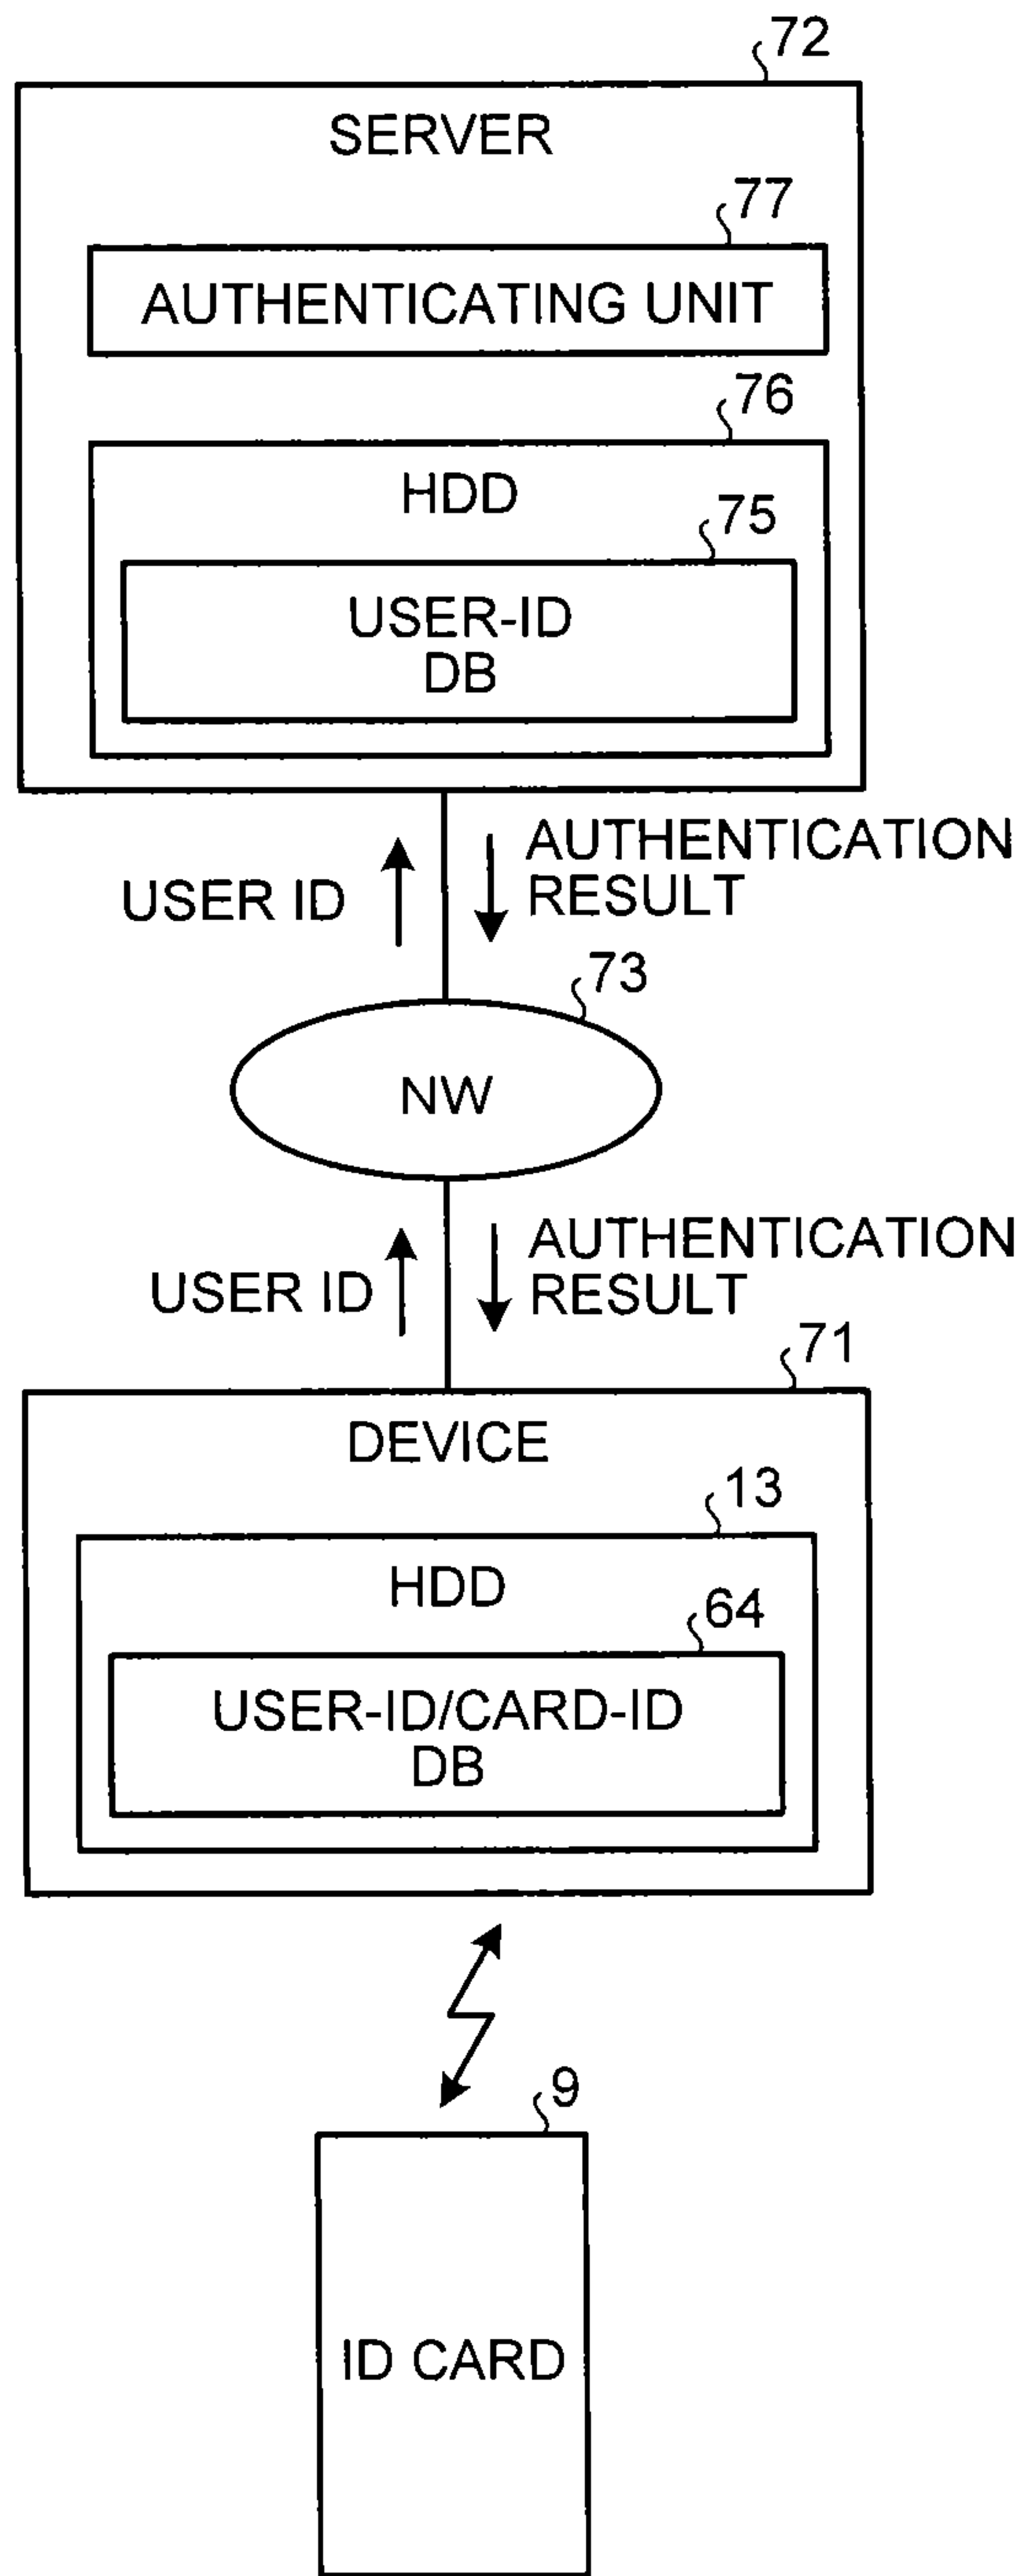 72
SERVER
77
AUTHENTICATING UNIT
76
HDD
75
USER-ID
DB
USER ID
AUTHENTICATION
RESULT
73
NW
USER ID
AUTHENTICATION
RESULT
71
DEVICE
13
HDD
64
USER-ID/CARD-ID
DB
9
ID CARD